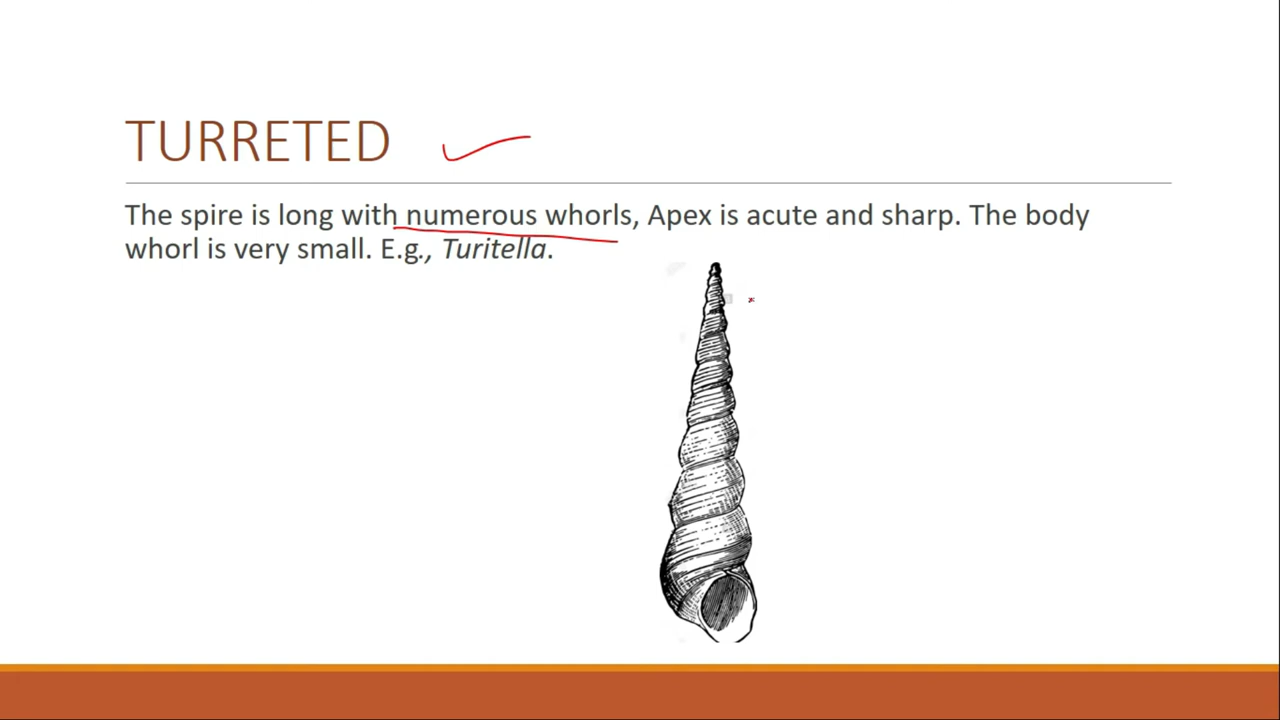 TURRETED
The spire is long with numerous whorls, Apex is acute and sharp. The body
whorl is very small. E.g., Turitella.